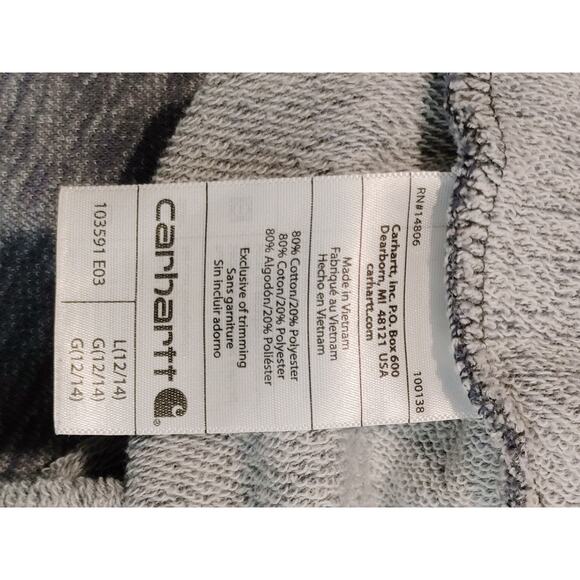 RN#14806 100138
Carhartt, Inc. P.O. Box 600
Dearborn, MI 48121 USA
carhartt.com
Made in Vietnam
Fabriqué au Vietnam
Hecho en Vietnam
80% Cotton/20% Polyester
80% Coton/20% Polyester
80% Algodón/20% Poliéster
Exclusive of trimming
Sans garniture
Sin incluir adorno
carhartt ®
103591 E03
L(12/14)
G(12/14)
G(12/14)